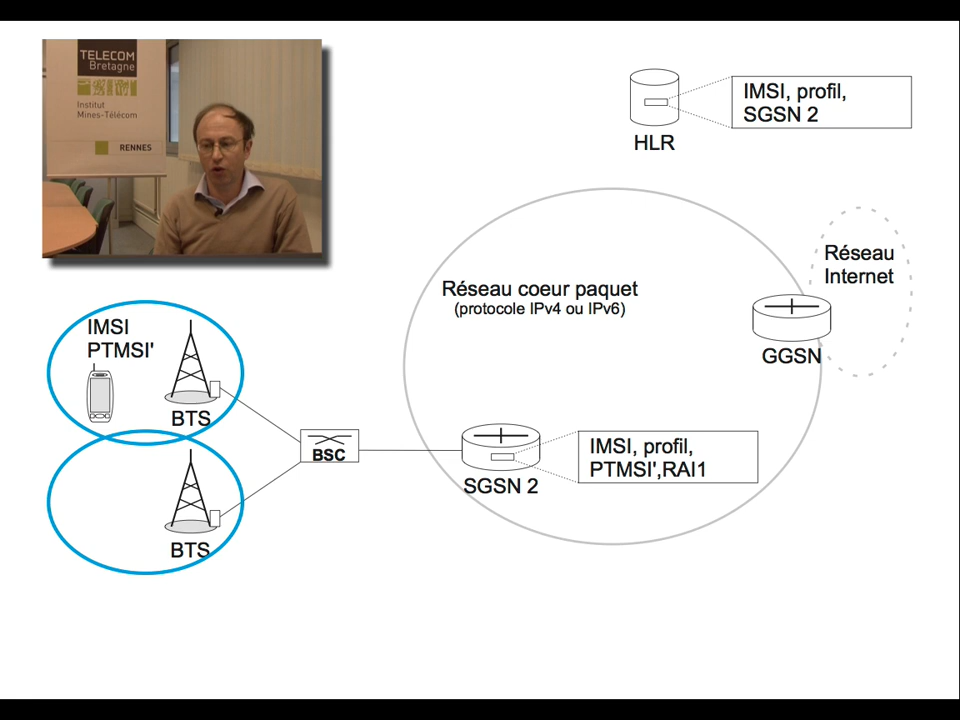 TELECOM
Bretagne
Institut
Mines-Télécom
RENNES
IMSI, profil,
SGSN 2
HLR
Réseau
Internet
Réseau coeur paquet
(protocole IPv4 ou IPv6)
GGSN
IMSI
PTMSI'
BTS
BSC
IMSI, profil,
PTMSI',RAI1
SGSN 2
BTS